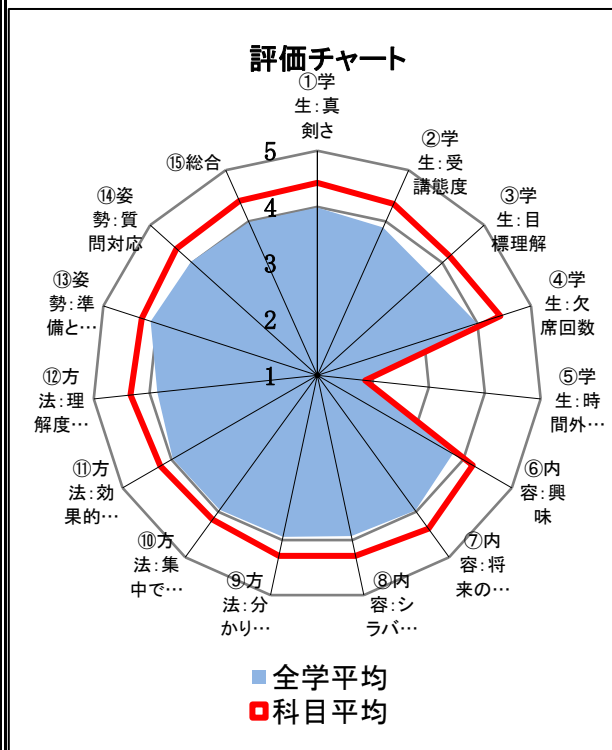 評価チャート
①学
生:真
剣さ
②学
生:受
講態度
③学
生:目
標理解
④学
生:欠
席回数
⑤学
生:時
間外…
⑥内
容:興
味
⑦内
容:将
来の…
⑧内
容:シ
ラバ…
⑨方
法:分
かり…
⑩方
法:集
中で…
⑪方
法:効
果的…
⑫方
法:理
解度…
⑬姿
勢:準
備と…
⑭姿
勢:質
問対応
⑮総合
5
4
3
2
1
全学平均
科目平均